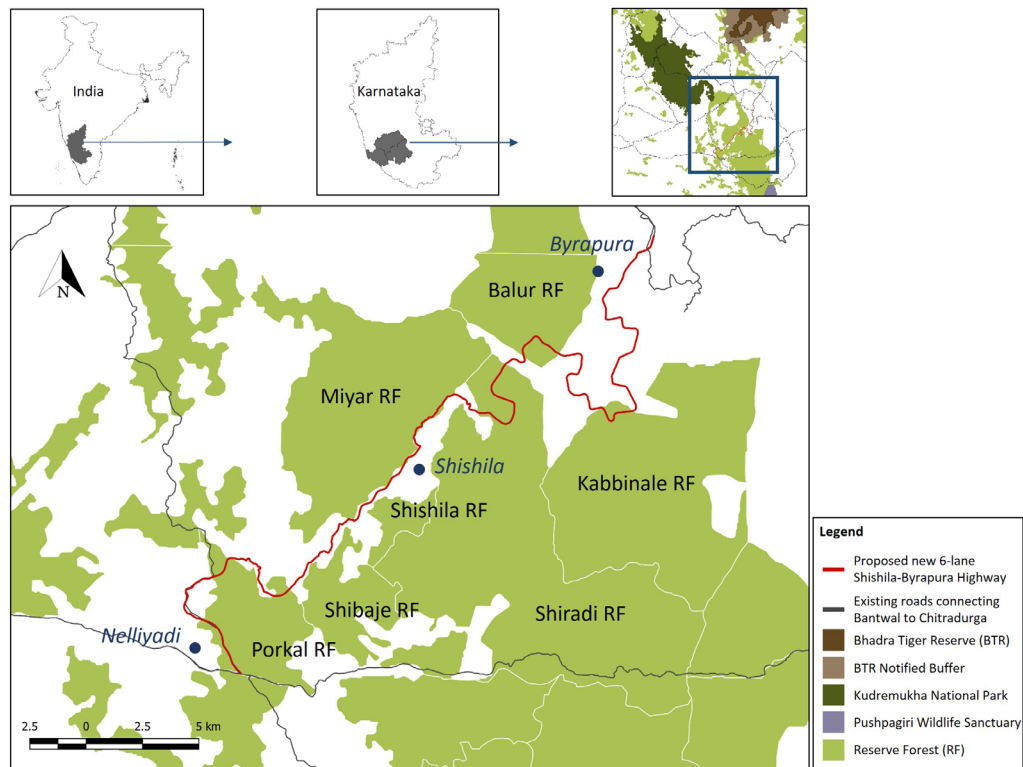 India
Karnataka
Byrapura
N
Balur RF
Miyar RF
Shishila
Kabbinale RF
Shishila RF
Shibaje RF
Shiradi RF
Nelliyadi
Porkal RF
2.5 0 2.5 5 km
Legend
Proposed new 6-lane
Shishila-Byrapura Highway
Existing roads connecting
Bantwal to Chitradurga
Bhadra Tiger Reserve (BTR)
BTR Notified Buffer
Kudremukha National Park
Pushpagiri Wildlife Sanctuary
Reserve Forest (RF)